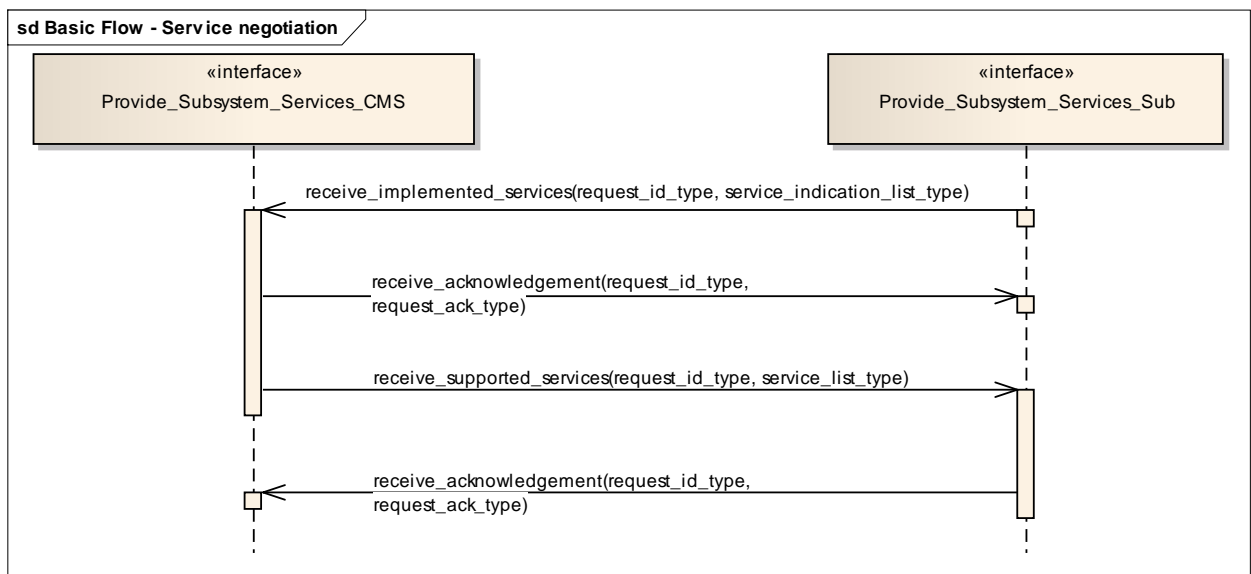 sd Basic Flow - Service negotiation
«interface»
Provide_Subsystem_Services_CMS
«interface»
Provide_Subsystem_Services_Sub
receive_implemented_services(request_id_type, service_indication_list_type)
receive_acknowledgement(request_id_type,
request_ack_type)
receive_supported_services(request_id_type, service_list_type)
receive_acknowledgement(request_id_type,
request_ack_type)